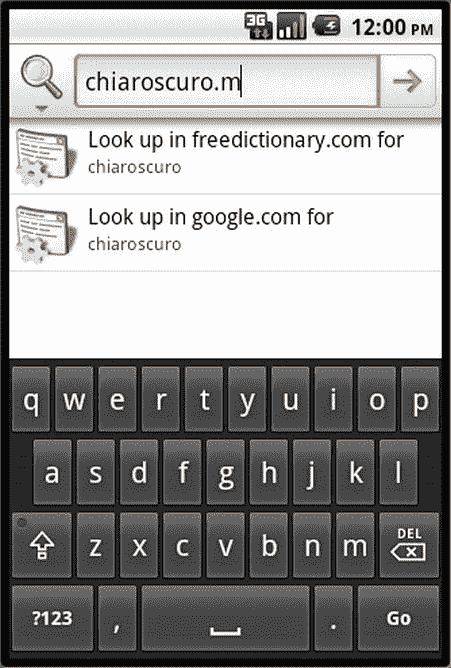 3G 12:00 PM
chiaroscuro.m
Look up in freedictionary.com for
chiaroscuro
Look up in google.com for
chiaroscuro
q w e r t y u i o p
a s d f g h j k l
z x c v b n m DEL
?123 , . Go